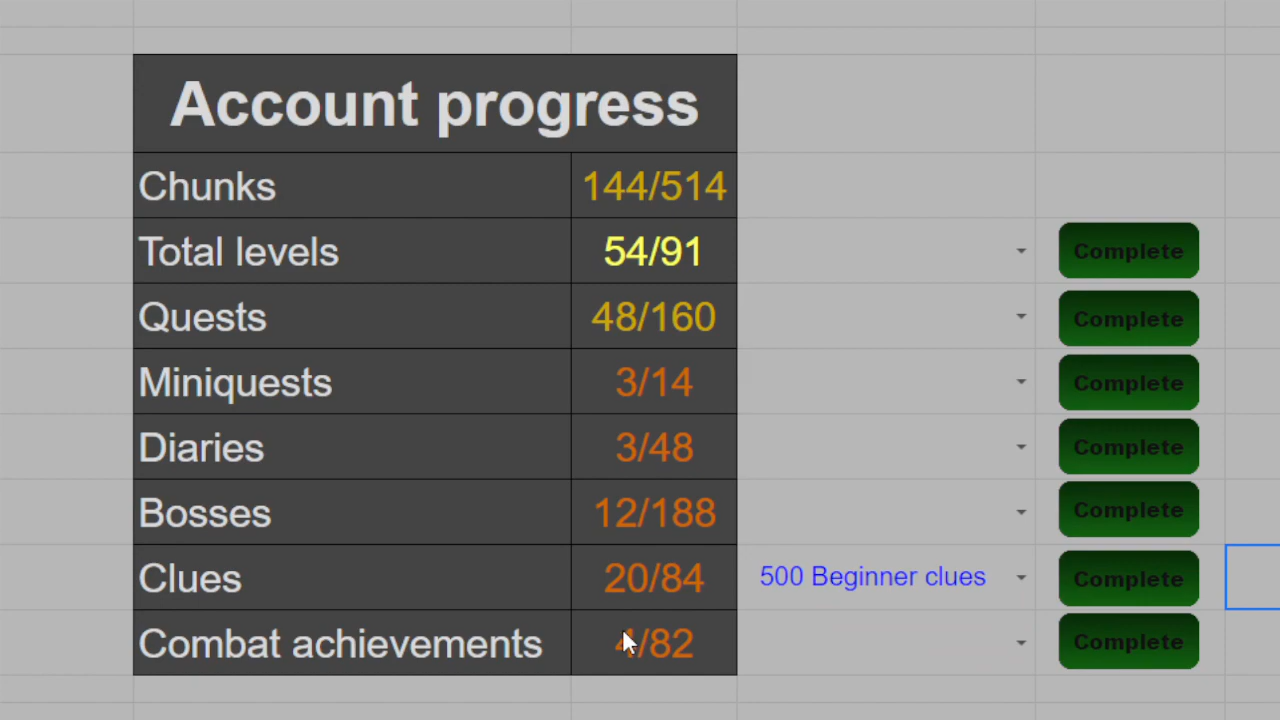 Account progress
Chunks 144/514
Total levels 54/91 Complete
Quests 48/160 Complete
Miniquests 3/14 Complete
Diaries 3/48 Complete
Bosses 12/188 Complete
Clues 20/84 500 Beginner clues Complete
Combat achievements 4/82 Complete